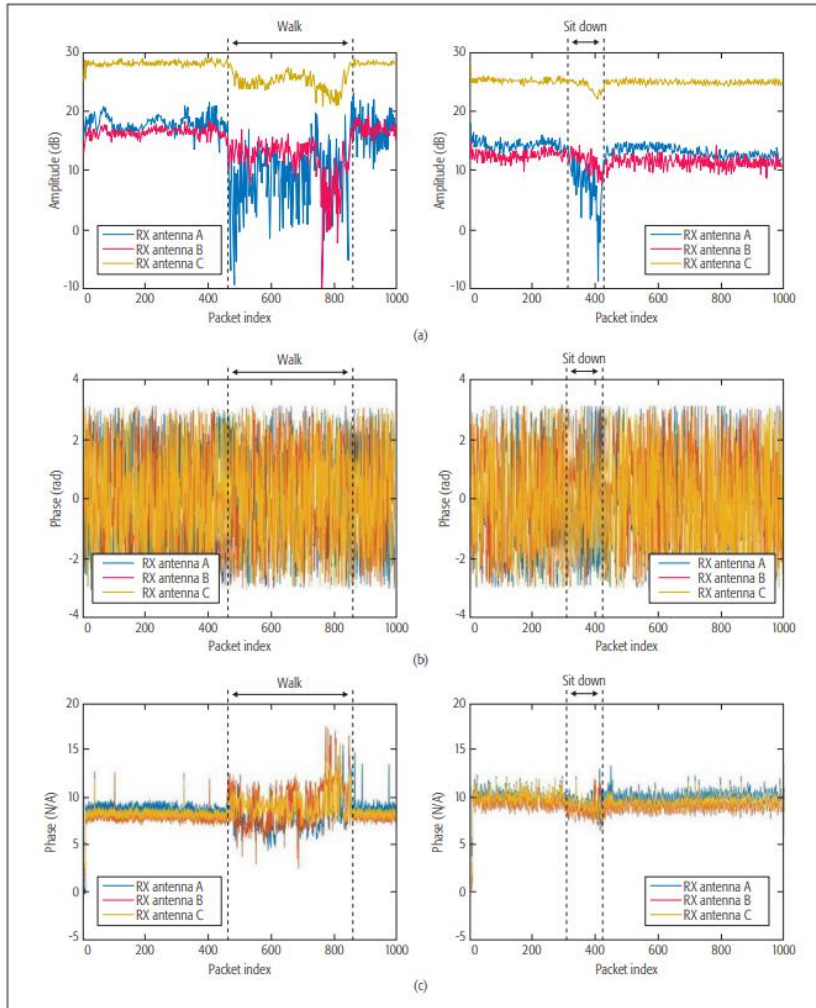 Walk
Sit down
30
20
10
0
-10
Amplitude (dB)
RX antenna A
RX antenna B
RX antenna C
0 200 400 600 800 1000
Packet index
30
20
10
0
-10
Amplitude (dB)
RX antenna A
RX antenna B
RX antenna C
0 200 400 600 800 1000
Packet index
(a)
Walk
Sit down
4
2
0
-2
-4
Phase (rad)
RX antenna A
RX antenna B
RX antenna C
0 200 400 600 800 1000
Packet index
4
2
0
-2
-4
Phase (rad)
RX antenna A
RX antenna B
RX antenna C
0 200 400 600 800 1000
Packet index
(b)
Walk
Sit down
20
15
10
5
0
-5
Phase (N/A)
RX antenna A
RX antenna B
RX antenna C
0 200 400 600 800 1000
Packet index
20
15
10
5
0
-5
Phase (N/A)
RX antenna A
RX antenna B
RX antenna C
0 200 400 600 800 1000
Packet index
(c)